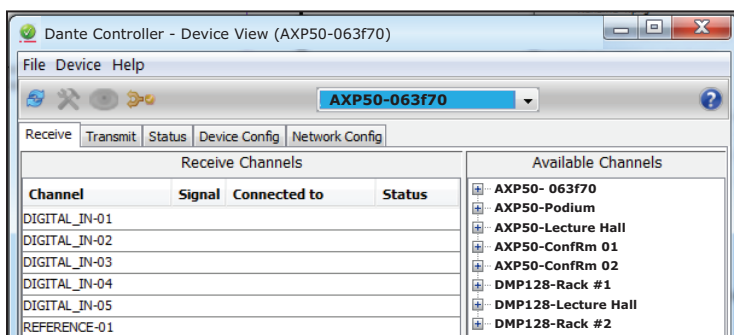 Dante Controller - Device View (AXP50-063f70)
File Device Help
AXP50-063f70
Receive Transmit Status Device Config Network Config
Receive Channels
Channel Signal Connected to Status
DIGITAL_IN-01
DIGITAL_IN-02
DIGITAL_IN-03
DIGITAL_IN-04
DIGITAL_IN-05
REFERENCE-01
Available Channels
AXP50- 063f70
AXP50-Podium
AXP50-Lecture Hall
AXP50-ConfRm 01
AXP50-ConfRm 02
DMP128-Rack #1
DMP128-Lecture Hall
DMP128-Rack #2